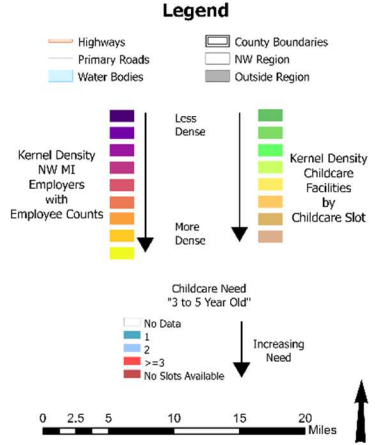 Legend
Highways
Primary Roads
Water Bodies
County Boundaries
NW Region
Outside Region
Kernel Density
NW MI
Employers
with
Employee Counts
Less
Dense
More
Dense
Kernel Density
Childcare
Facilities
by
Childcare Slot
Childcare Need
"3 to 5 Year Old"
No Data
1
2
>=3
No Slots Available
Increasing
Need
0 2.5 5 10 15 20
Miles